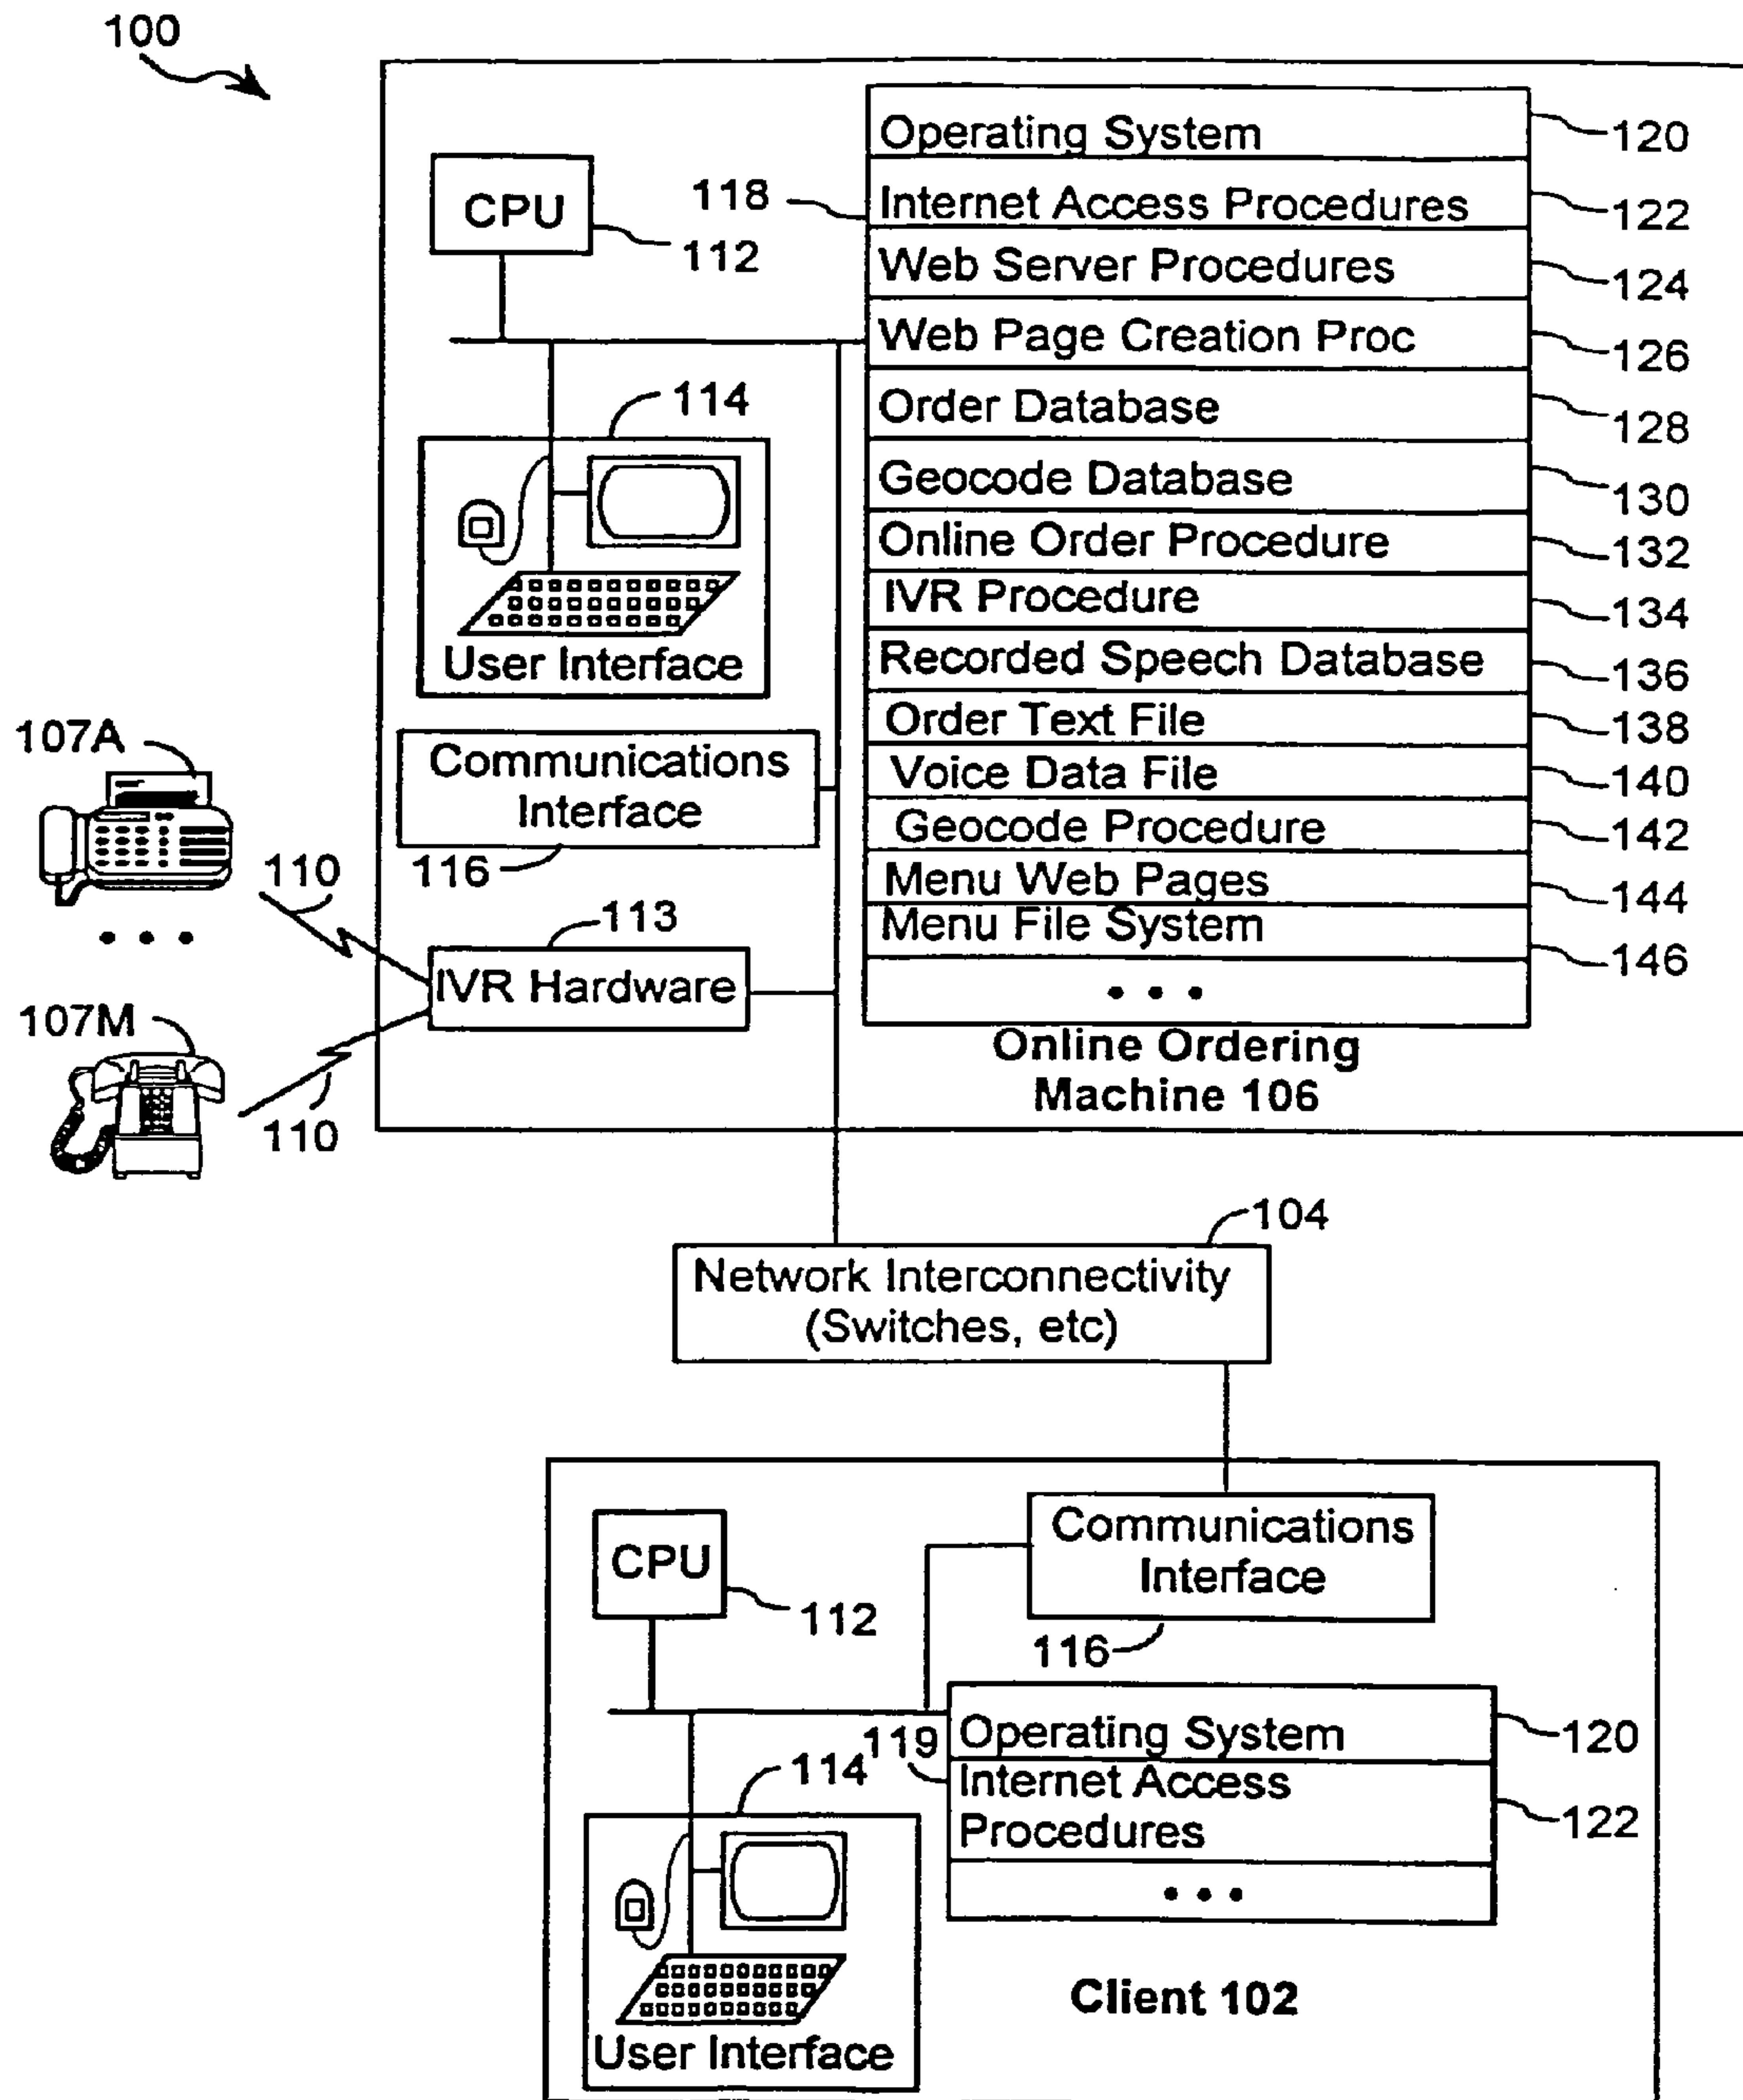 100
Operating System
120
118
Internet Access Procedures
122
CPU
112
Web Server Procedures
124
Web Page Creation Proc
126
114
Order Database
128
Geocode Database
130
Online Order Procedure
132
IVR Procedure
134
User Interface
Recorded Speech Database
136
Order Text File
138
107A
Communications
Interface
116
Voice Data File
140
Geocode Procedure
142
110
Menu Web Pages
144
113
Menu File System
146
IVR Hardware
• • •
• • •
107M
110
Online Ordering
Machine 106
104
Network Interconnectivity
(Switches, etc)
CPU
112
Communications
Interface
116
119
Operating System
120
114
Internet Access
Procedures
122
• • •
User Interface
Client 102